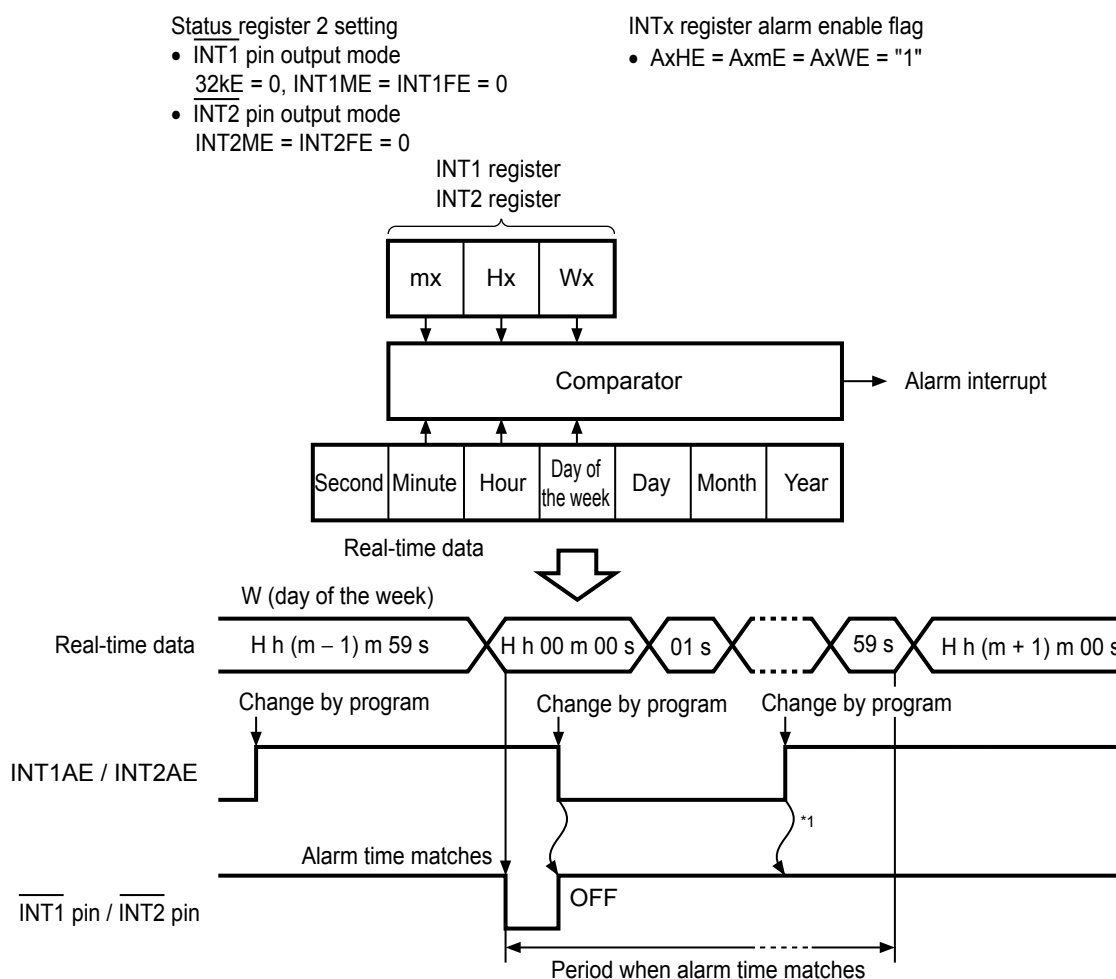 Status register 2 setting
• INT1 pin output mode
32kE = 0, INT1ME = INT1FE = 0
• INT2 pin output mode
INT2ME = INT2FE = 0
INTx register alarm enable flag
• AxHE = AxmE = AxWE = "1"
INT1 register
INT2 register
mx Hx Wx
Comparator
Alarm interrupt
Second Minute Hour Day of the week Day Month Year
Real-time data
W (day of the week)
Real-time data
H h (m − 1) m 59 s
H h 00 m 00 s
01 s
59 s
H h (m + 1) m 00 s
Change by program
Change by program
Change by program
INT1AE / INT2AE
*1
Alarm time matches
OFF
INT1 pin / INT2 pin
Period when alarm time matches